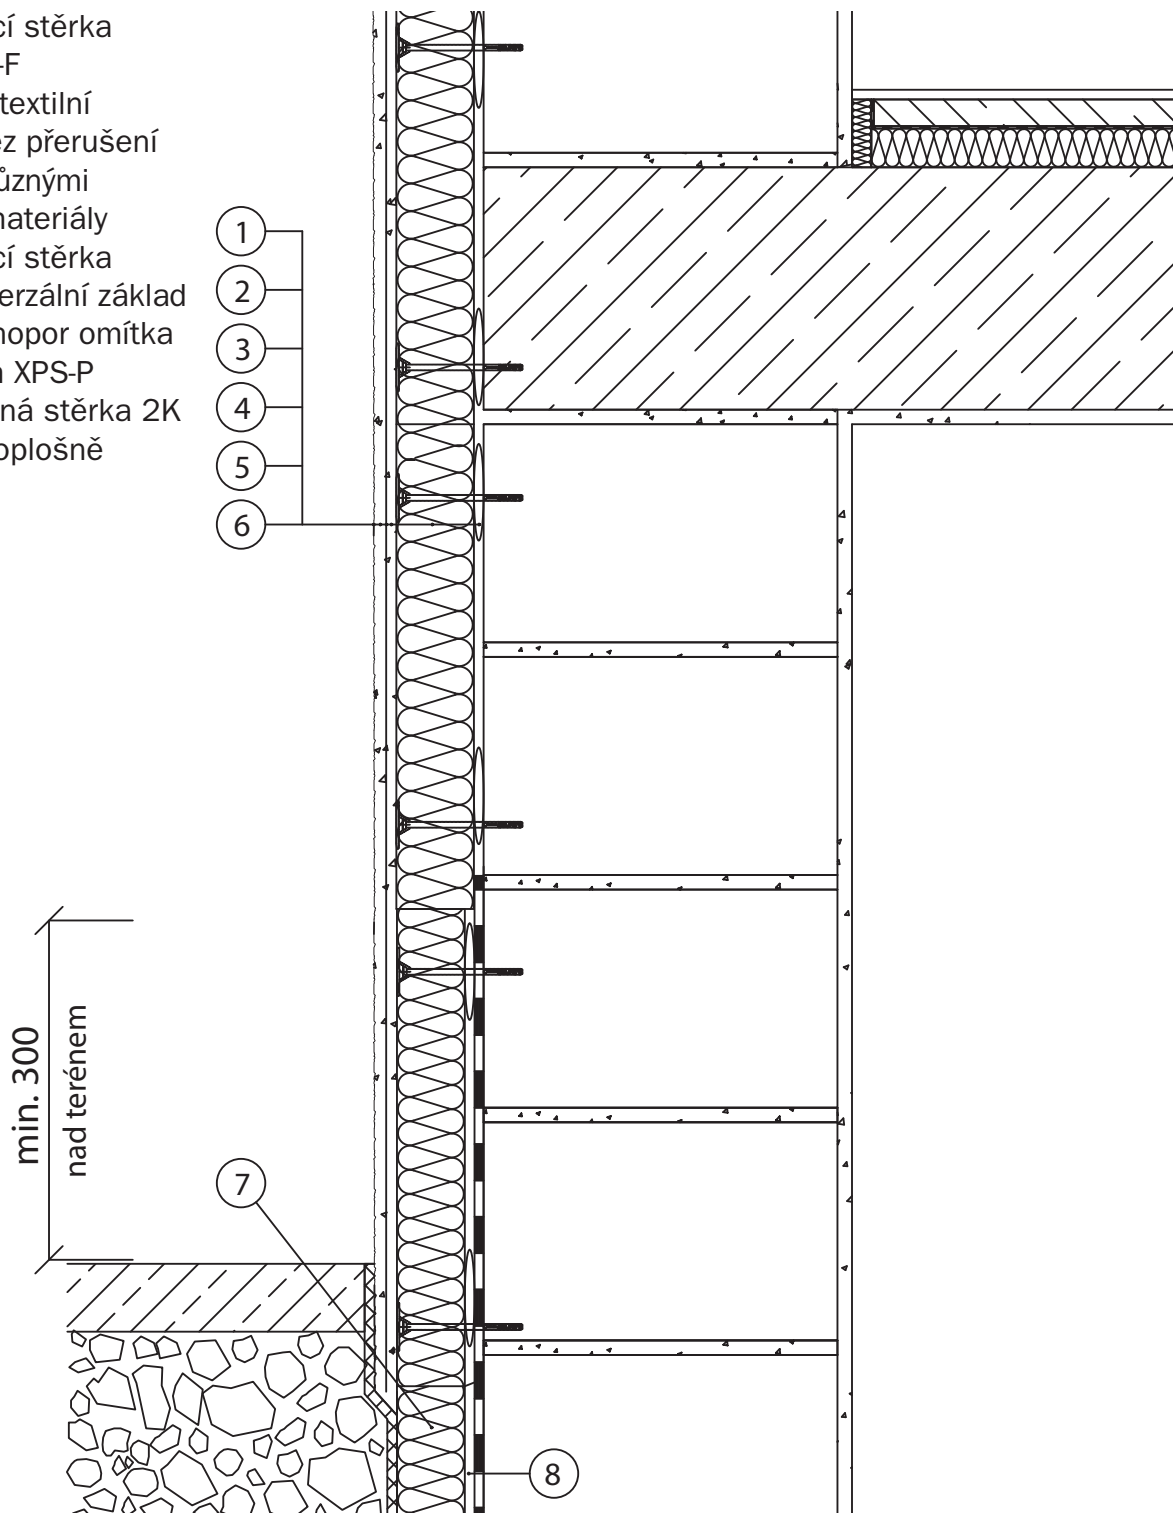 cí stěrka
-F
textilní
ez přerušení
ůznými
materiály
cí stěrka
erzální základ
nopor omítka
XPS-P
ná stěrka 2K
oplošně
1
2
3
4
5
6
min. 300
nad terénem
7
8